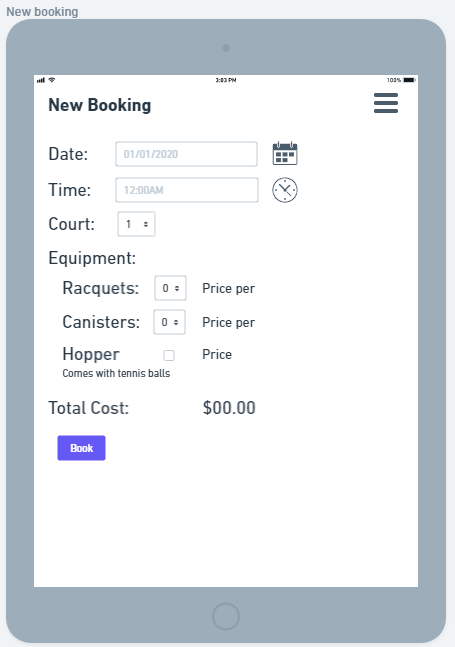 New booking
3:03 PM
100%
New Booking
Date: 01/01/2020
Time: 12:00AM
Court: 1
Equipment:
Racquets: 0 Price per
Canisters: 0 Price per
Hopper Price
Comes with tennis balls
Total Cost: $00.00
Book